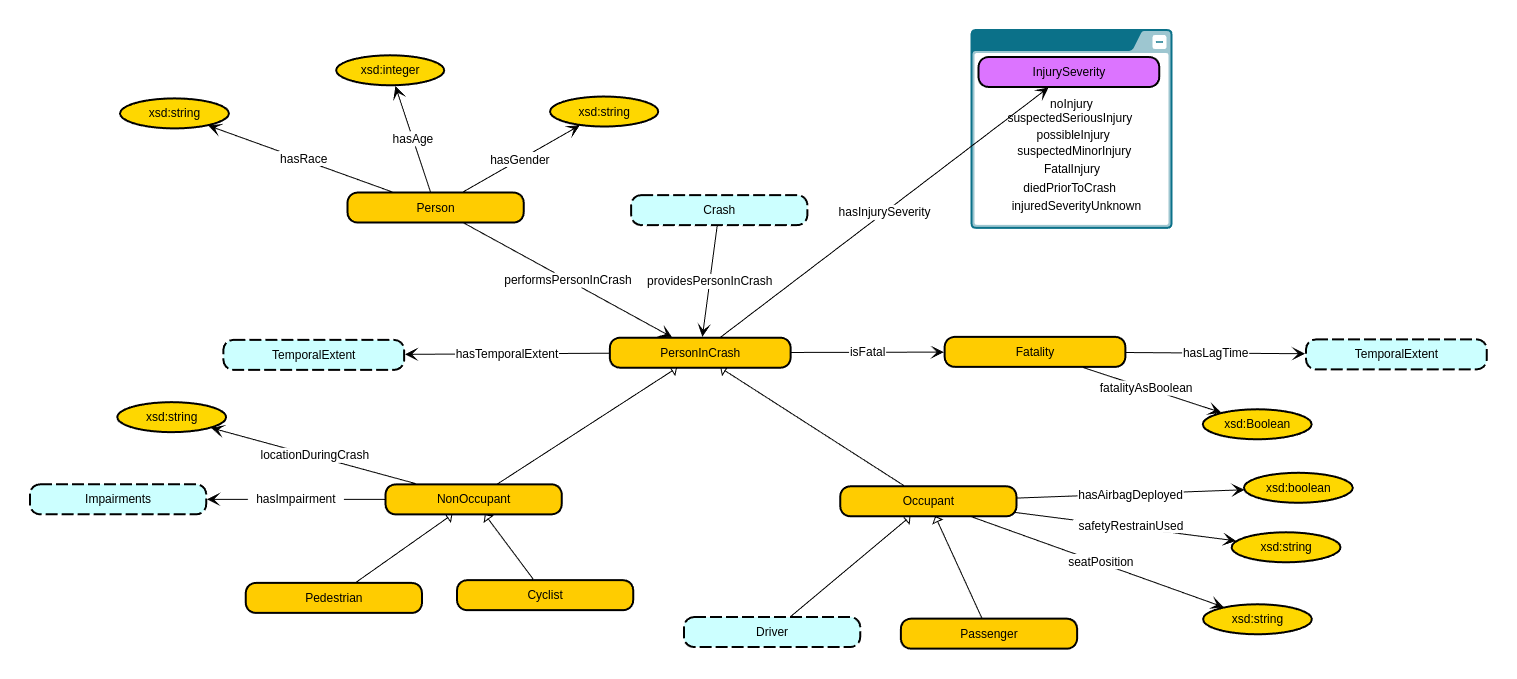 xsd:integer
xsd:string
xsd:string
hasAge
hasRace
hasGender
Person
InjurySeverity
noInjury
suspectedSeriousInjury
possibleInjury
suspectedMinorInjury
FatalInjury
diedPriorToCrash
injuredSeverityUnknown
Crash
hasInjurySeverity
performsPersonInCrash
providesPersonInCrash
TemporalExtent
hasTemporalExtent
PersonInCrash
isFatal
Fatality
hasLagTime
TemporalExtent
fatalityAsBoolean
xsd:Boolean
xsd:string
locationDuringCrash
Impairments
hasImpairment
NonOccupant
Occupant
hasAirbagDeployed
xsd:boolean
safetyRestrainUsed
xsd:string
seatPosition
xsd:string
Pedestrian
Cyclist
Driver
Passenger